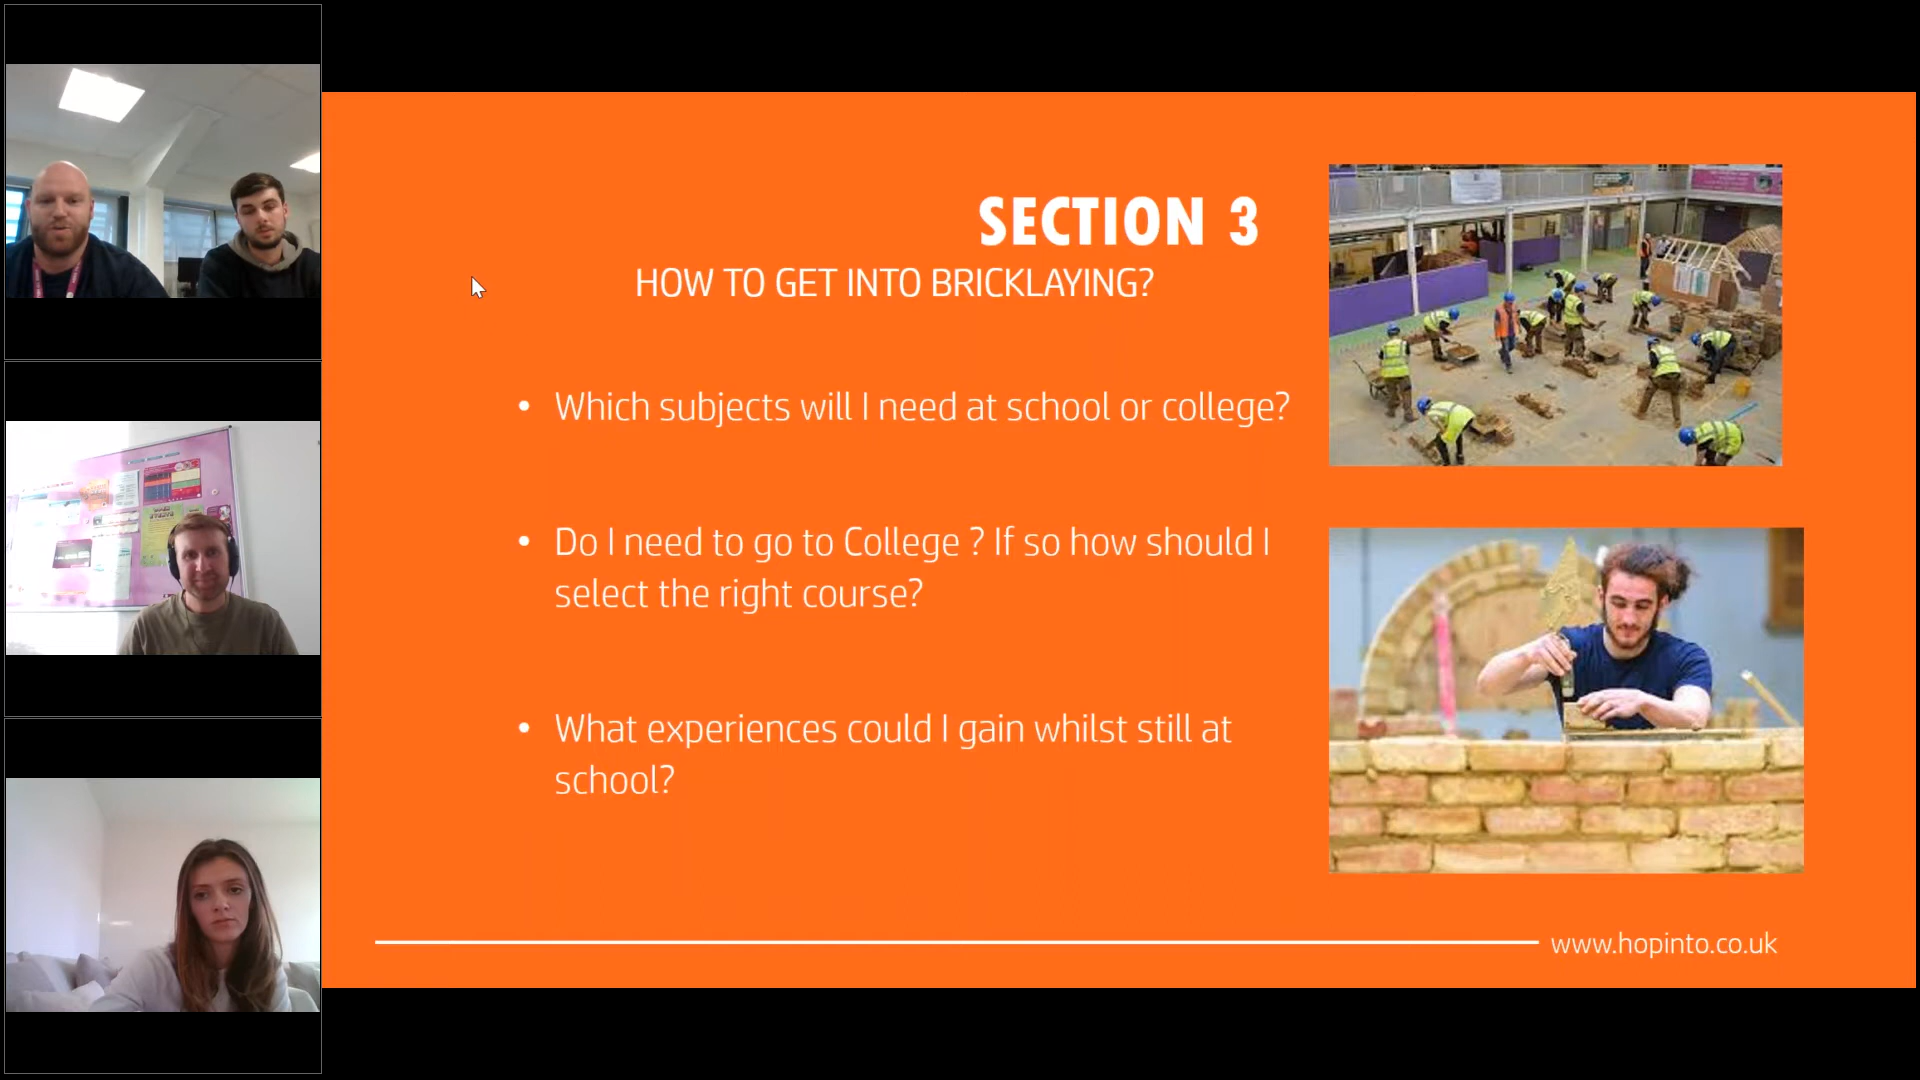 SECTION 3
HOW TO GET INTO BRICKLAYING?
• Which subjects will I need at school or college?
• Do I need to go to College ? If so how should I
select the right course?
• What experiences could I gain whilst still at
school?
www.hopinto.co.uk